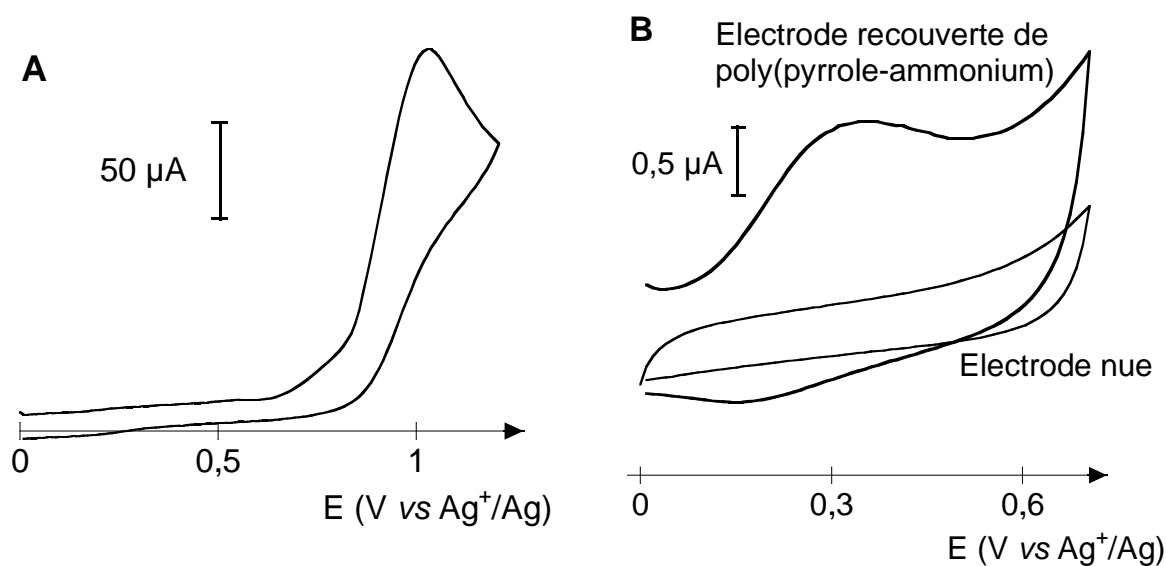 A
50 µA
0
0,5
1
E (V vs Ag⁺/Ag)
B
Electrode recouverte de
poly(pyrrole-ammonium)
0,5 µA
Electrode nue
0
0,3
0,6
E (V vs Ag⁺/Ag)